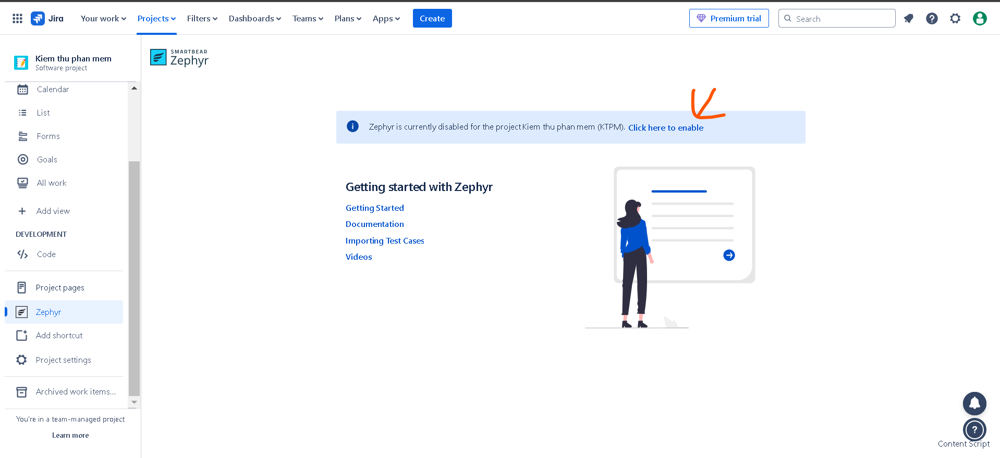 Jira
Your work
Projects
Filters
Dashboards
Teams
Plans
Apps
Create
Premium trial
Search
Kiem thu phan mem
Software project
Calendar
List
Forms
Goals
All work
Add view
DEVELOPMENT
Code
Project pages
Zephyr
Add shortcut
Project settings
Archived work items...
You're in a team-managed project
Learn more
SMARTBEAR
Zephyr
Zephyr is currently disabled for the project Kiem thu phan mem (KTPM). Click here to enable
Getting started with Zephyr
Getting Started
Documentation
Importing Test Cases
Videos
Content Script